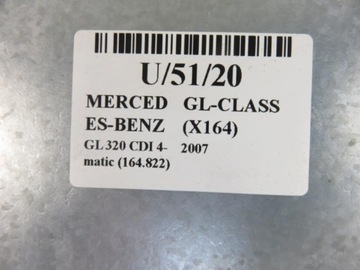 U/51/20
MERCED GL-CLASS
ES-BENZ (X164)
GL 320 CDI 4- 2007
matic (164.822)